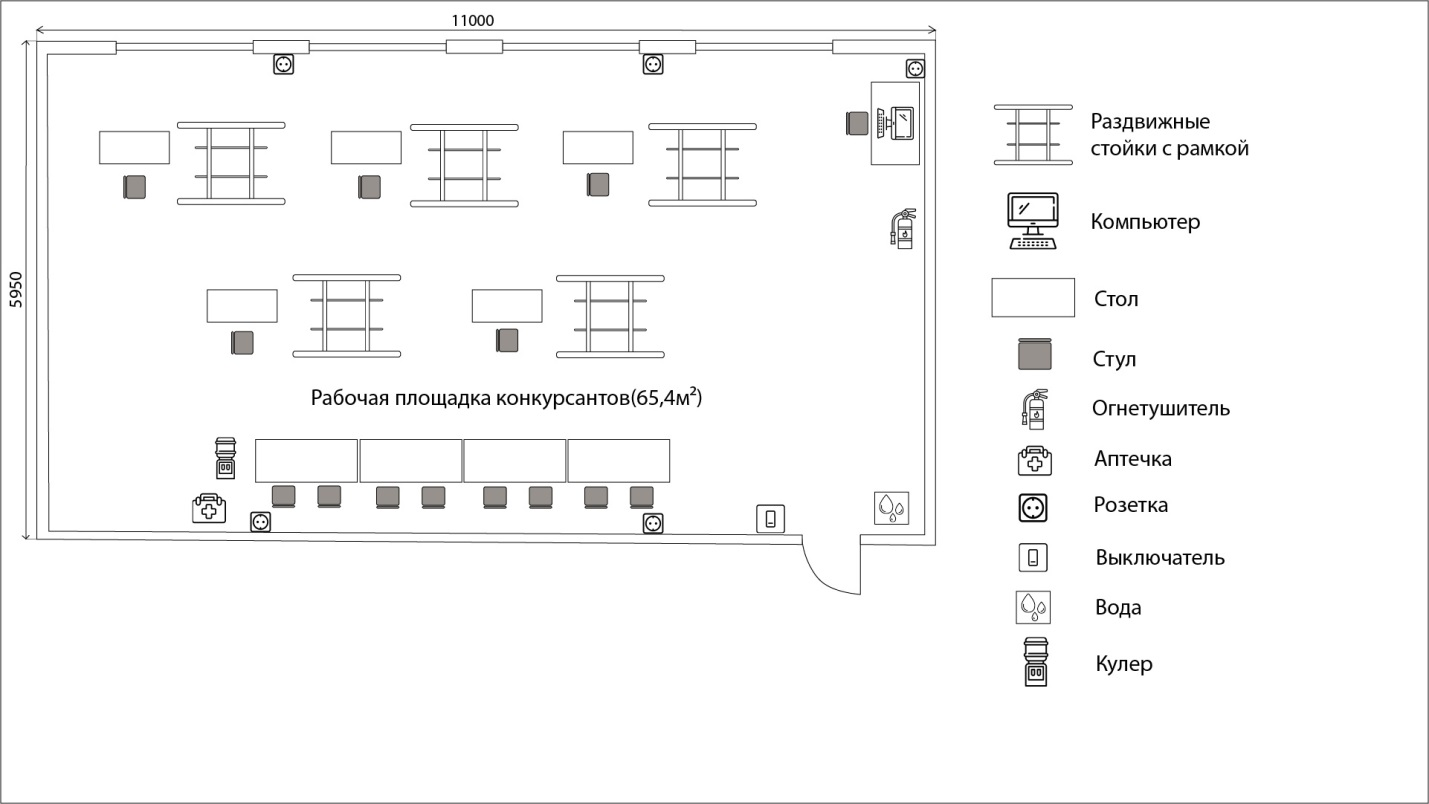 11000
5950
Рабочая площадка конкурсантов(65,4м²)
Раздвижные
стойки с рамкой
Компьютер
Стол
Стул
Огнетушитель
Аптечка
Розетка
Выключатель
Вода
Кулер